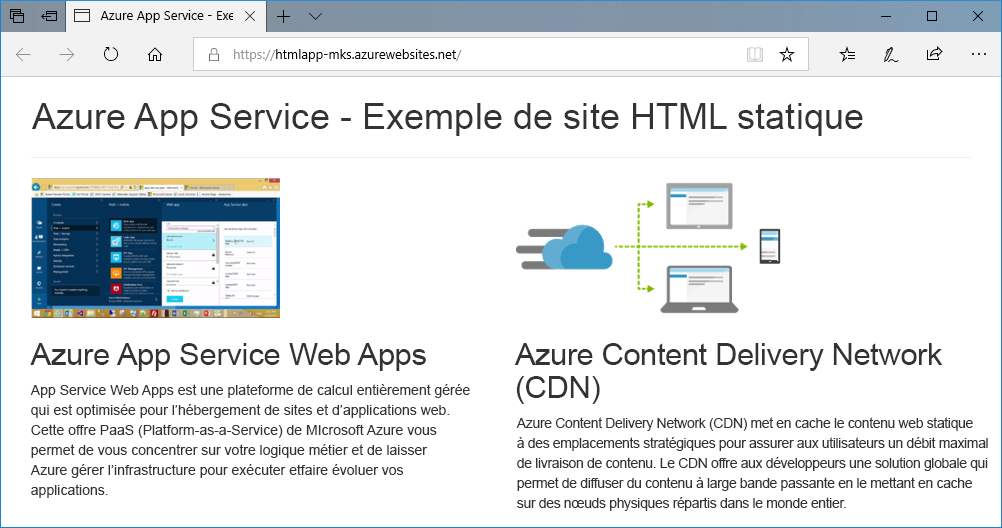 Azure App Service - Exe
https://htmlapp-mks.azurewebsites.net/
Azure App Service - Exemple de site HTML statique
Azure App Service Web Apps
App Service Web Apps est une plateforme de calcul entièrement gérée
qui est optimisée pour l'hébergement de sites et d'applications web.
Cette offre PaaS (Platform-as-a-Service) de MIcrosoft Azure vous
permet de vous concentrer sur votre logique métier et de laisser
Azure gérer l'infrastructure pour exécuter etfaire évoluer vos
applications.
Azure Content Delivery Network
(CDN)
Azure Content Delivery Network (CDN) met en cache le contenu web statique
à des emplacements stratégiques pour assurer aux utilisateurs un débit maximal
de livraison de contenu. Le CDN offre aux développeurs une solution globale qui
permet de diffuser du contenu à large bande passante en le mettant en cache
sur des nœuds physiques répartis dans le monde entier.